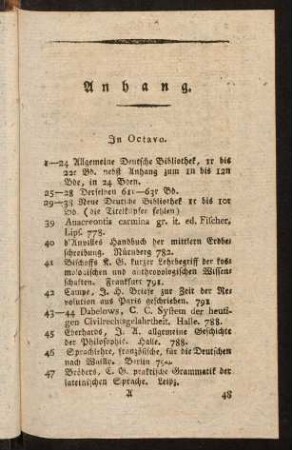 Anhang.
In Octavo.
1—24 Allgemeine Deutsche Bibliothek, 1r bis
22r Bd. nebst Anhang zum 1n bis 12n
Bde, in 24 Bden.
25—28 Derselben 61r—63r Bd.
29—38 Neue Deutsche Bibliothek 1r bis 10r
Bd. (die Titelkupfer fehlen)
39 Anacreontis carmina gr. it. ed. Fischer,
Lips. 778.
40 d'Anvilles Handbuch der mittlern Erdbe-
schreibung. Nürnberg 782.
41 Bischoffs K. G. kurzer Lehrbegriff der kos-
mologischen und anthropologischen Wissen-
schaften. Frankfurt 791.
42 Campe, J. H. Briefe zur Zeit der Re-
volution aus Paris geschrieben. 791
43—44 Dabelows, C. C. System der heuti-
gen Civilrechtsgelahrtheit. Halle. 788.
45 Eberhards, J. A. allgemeine Geschichte
der Philosophie. Halle. 788.
46 Sprachlehre, französische, für die Deutschen
nach Wailly. Berlin
47 Bröders, C. G. praktische Grammatik der
lateinischen Sprache. Leipz.
A 48